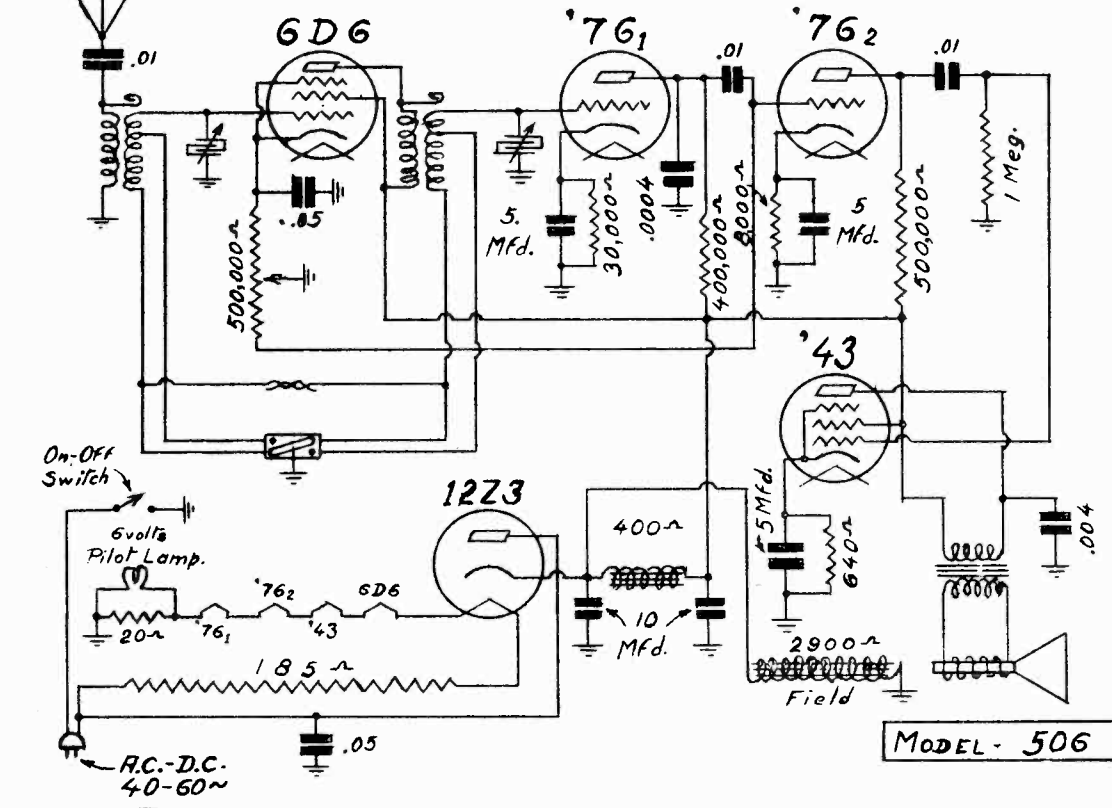 6D6
'76₁
'76₂
.01
.01
.01
.05
500,000Ω
5.
Mfd.
30,000Ω
.0004
400,000Ω
8000Ω
5
Mfd.
500,000Ω
1 Meg.
'43
On-Off
Switch
6 volts
Pilot Lamp.
20Ω
'76₁
'76₂
'43
6D6
12Z3
400Ω
10
Mfd.
5 Mfd.
640Ω
.004
185Ω
2900Ω
Field
.05
A.C.-D.C.
40-60~
MODEL - 506